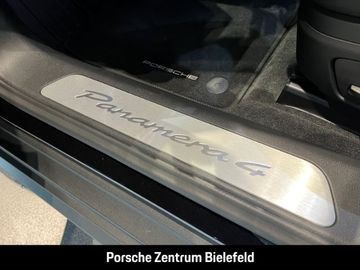 PORSCHE
Panamera 4
Porsche Zentrum Bielefeld